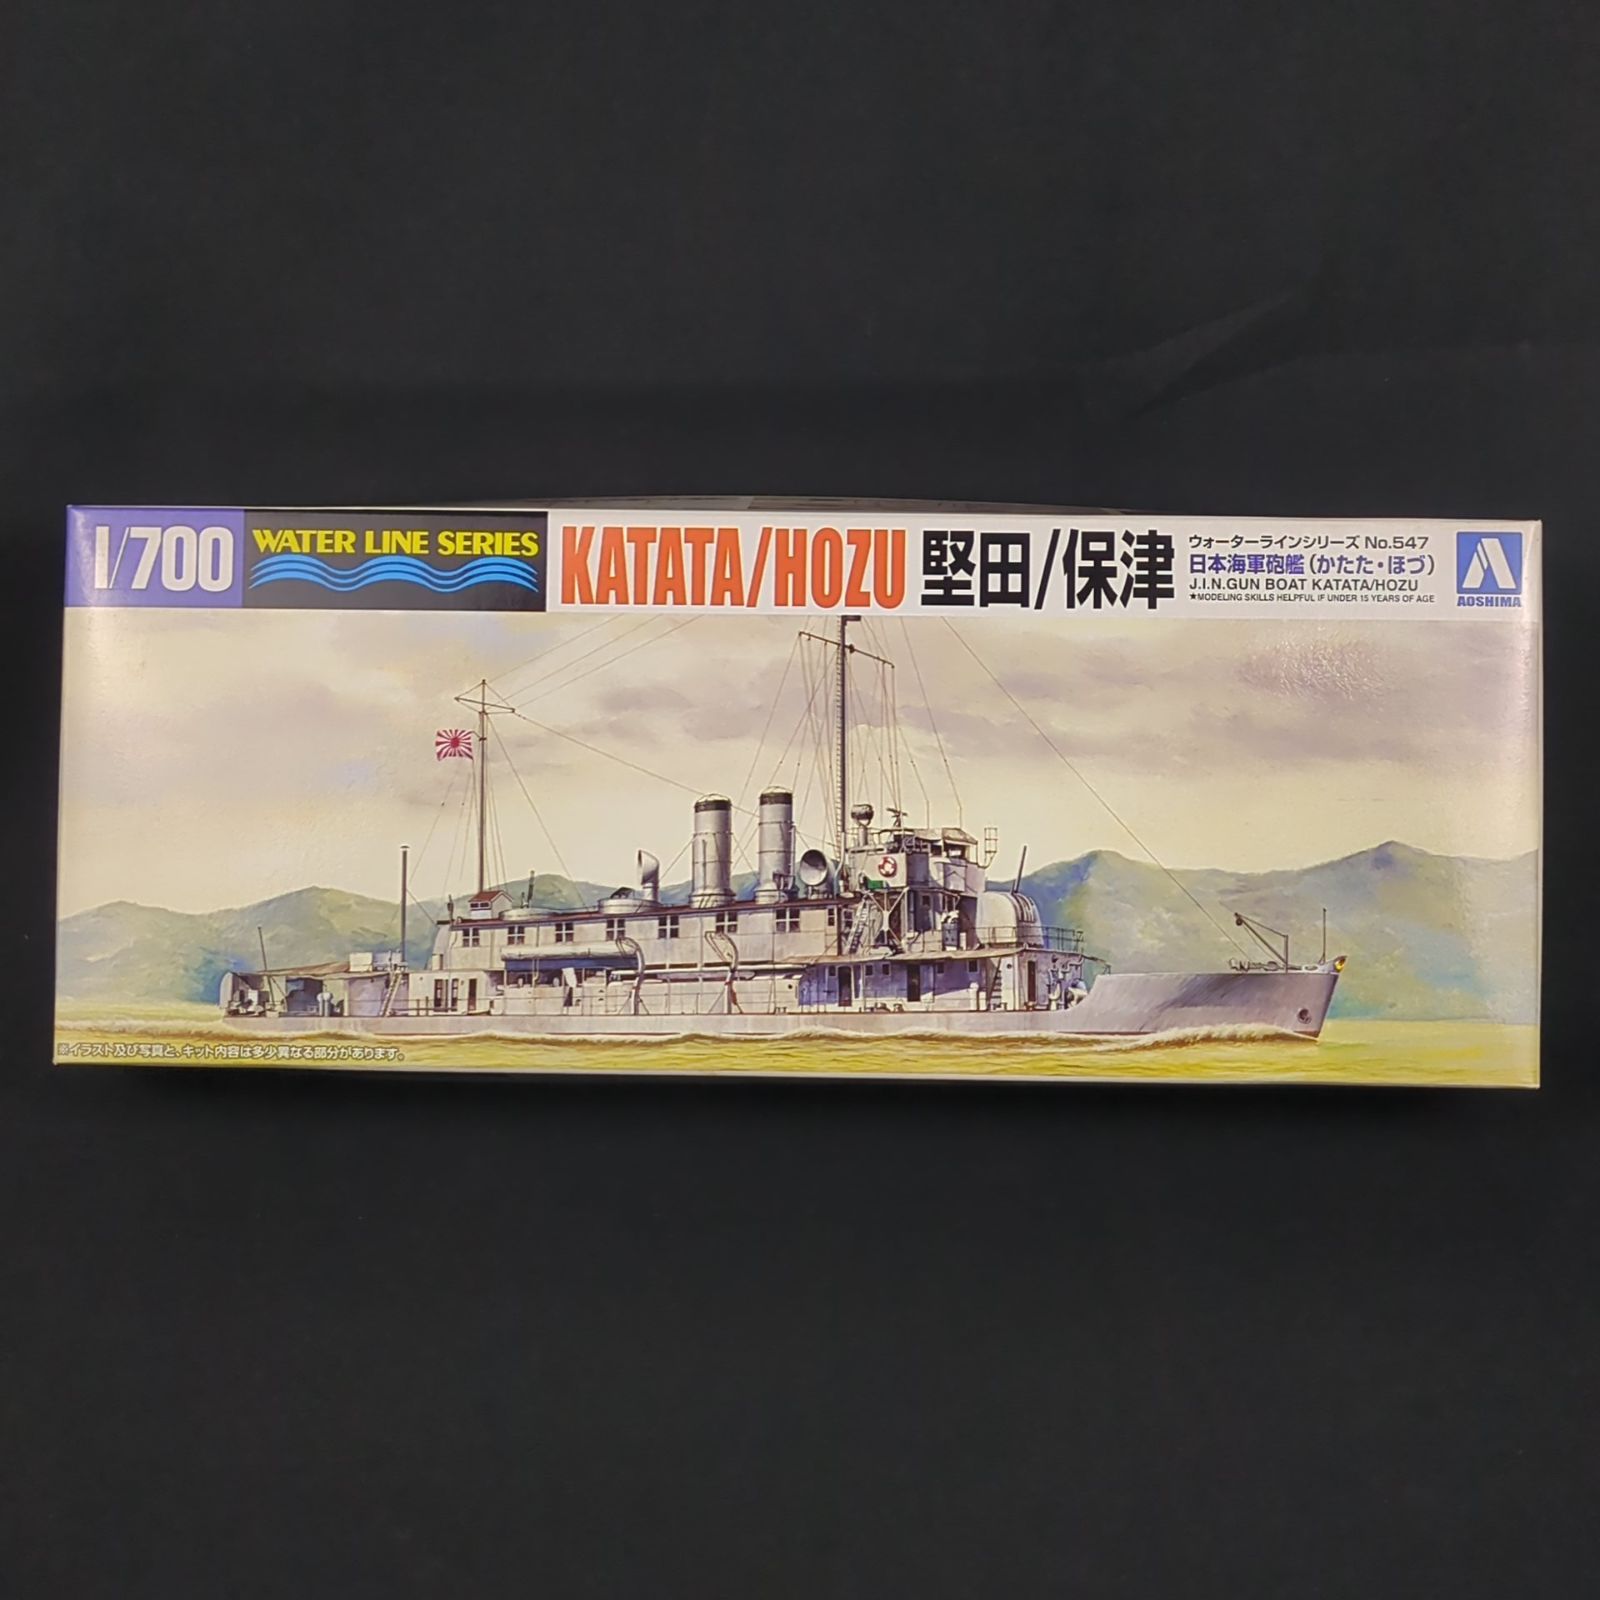 1/700
WATER LINE SERIES
KATATA/HOZU 堅田/保津
ウォーターラインシリーズ No.547
日本海軍砲艦(かたた・ほづ)
J.I.N.GUN BOAT KATATA/HOZU
★MODELING SKILLS HELPFUL IF UNDER 15 YEARS OF AGE
AOSHIMA
※イラスト及び写真と、キット内容は多少異なる部分があります。